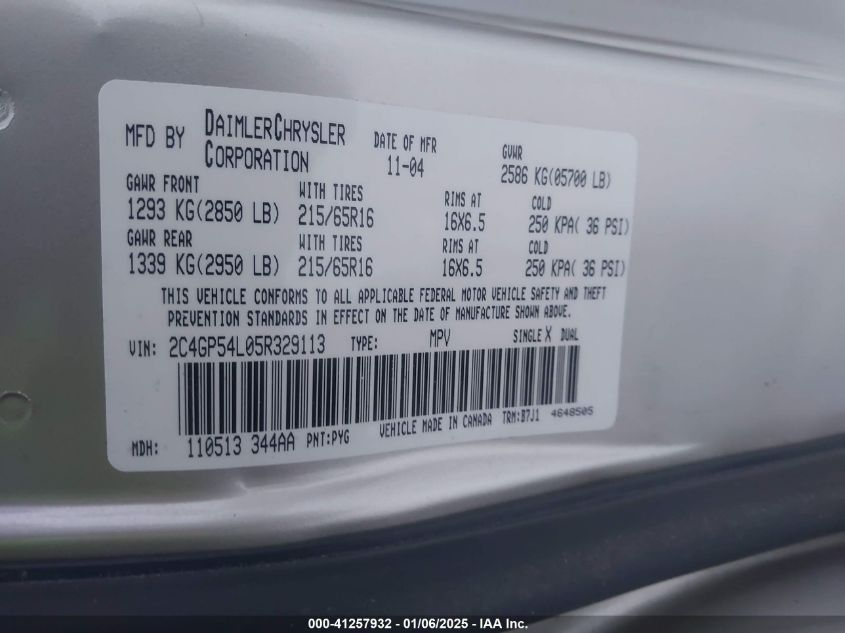 MFD BY DAIMLERCHRYSLER CORPORATION DATE OF MFR 11-04 GVWR 2586 KG(05700 LB)
GAWR FRONT WITH TIRES RIMS AT COLD
1293 KG(2850 LB) 215/65R16 16X6.5 250 KPA( 36 PSI)
GAWR REAR WITH TIRES RIMS AT COLD
1339 KG(2950 LB) 215/65R16 16X6.5 250 KPA( 36 PSI)
THIS VEHICLE CONFORMS TO ALL APPLICABLE FEDERAL MOTOR VEHICLE SAFETY AND THEFT
PREVENTION STANDARDS IN EFFECT ON THE DATE OF MANUFACTURE SHOWN ABOVE.
VIN: 2C4GP54L05R329113 TYPE: MPV SINGLE X DUAL
MDH: 110513 344AA PNT:PYG VEHICLE MADE IN CANADA TRM:B7J1 4648505
000-41257932 - 01/06/2025 - IAA Inc.